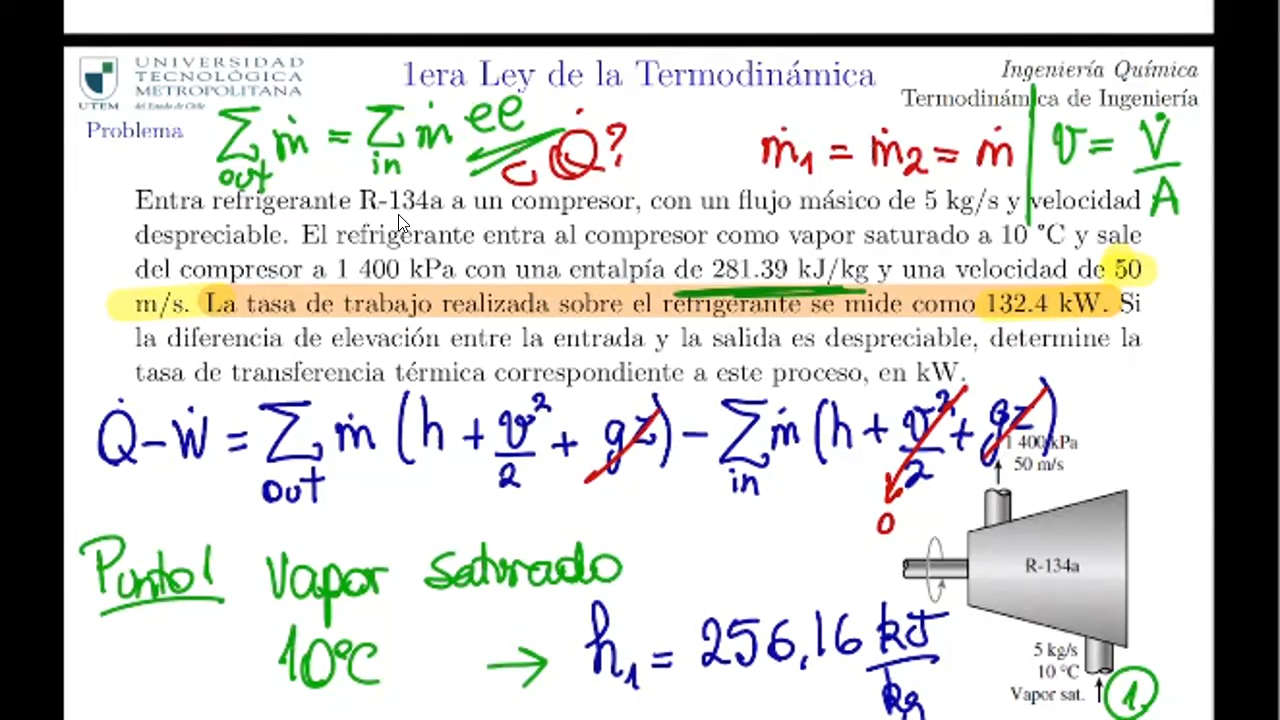 UNIVERSIDAD
TECNOLÓGICA
METROPOLITANA
del Estado de Chile
UTEM
1era Ley de la Termodinámica
Ingeniería Química
Termodinámica de Ingeniería
Problema
∑ out ṁ = ∑ in ṁ ee
Q̇?
ṁ1 = ṁ2 = ṁ
v = V̇ / A
Entra refrigerante R-134a a un compresor, con un flujo másico de 5 kg/s y velocidad
despreciable. El refrigerante entra al compresor como vapor saturado a 10 °C y sale
del compresor a 1 400 kPa con una entalpía de 281.39 kJ/kg y una velocidad de 50
m/s. La tasa de trabajo realizada sobre el refrigerante se mide como 132.4 kW. Si
la diferencia de elevación entre la entrada y la salida es despreciable, determine la
tasa de transferencia térmica correspondiente a este proceso, en kW.
Q̇ - Ẇ = ∑ out ṁ (h + v²/2 + gz) - ∑ in ṁ (h + v²/2 + gz)
0
1 400 kPa
50 m/s
R-134a
Punto 1 Vapor saturado
10°C → h1 = 256,16 kJ/kg
5 kg/s
10 °C
Vapor sat.
1